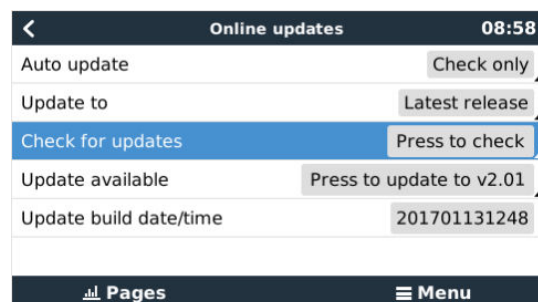 Online updates 08:58
Auto update Check only
Update to Latest release
Check for updates Press to check
Update available Press to update to v2.01
Update build date/time 201701131248
Pages Menu